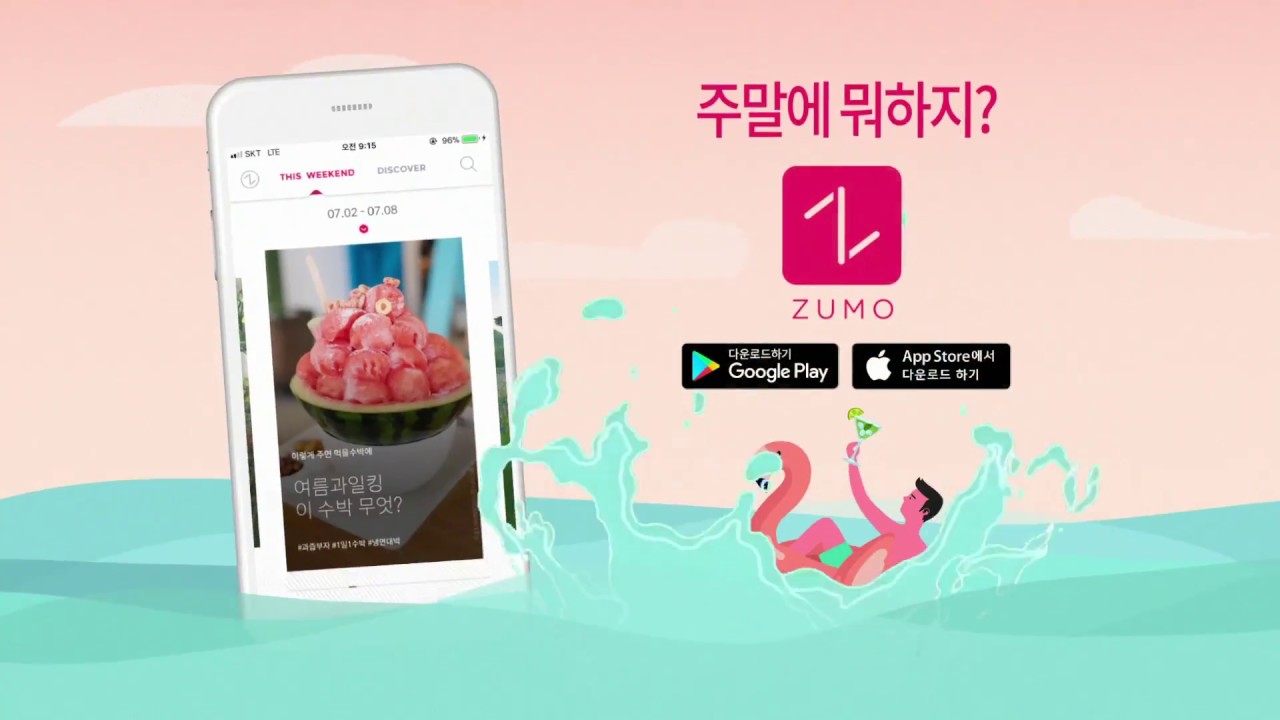 SKT LTE
오전 9:15
96%
THIS WEEKEND
DISCOVER
07.02 - 07.08
이렇게 주면 먹을수박에
여름과일킹
이 수박 무엇?
#과즙부자 #1일1수박 #냉면대박
주말에 뭐하지?
ZUMO
다운로드하기
Google Play
App Store에서
다운로드 하기